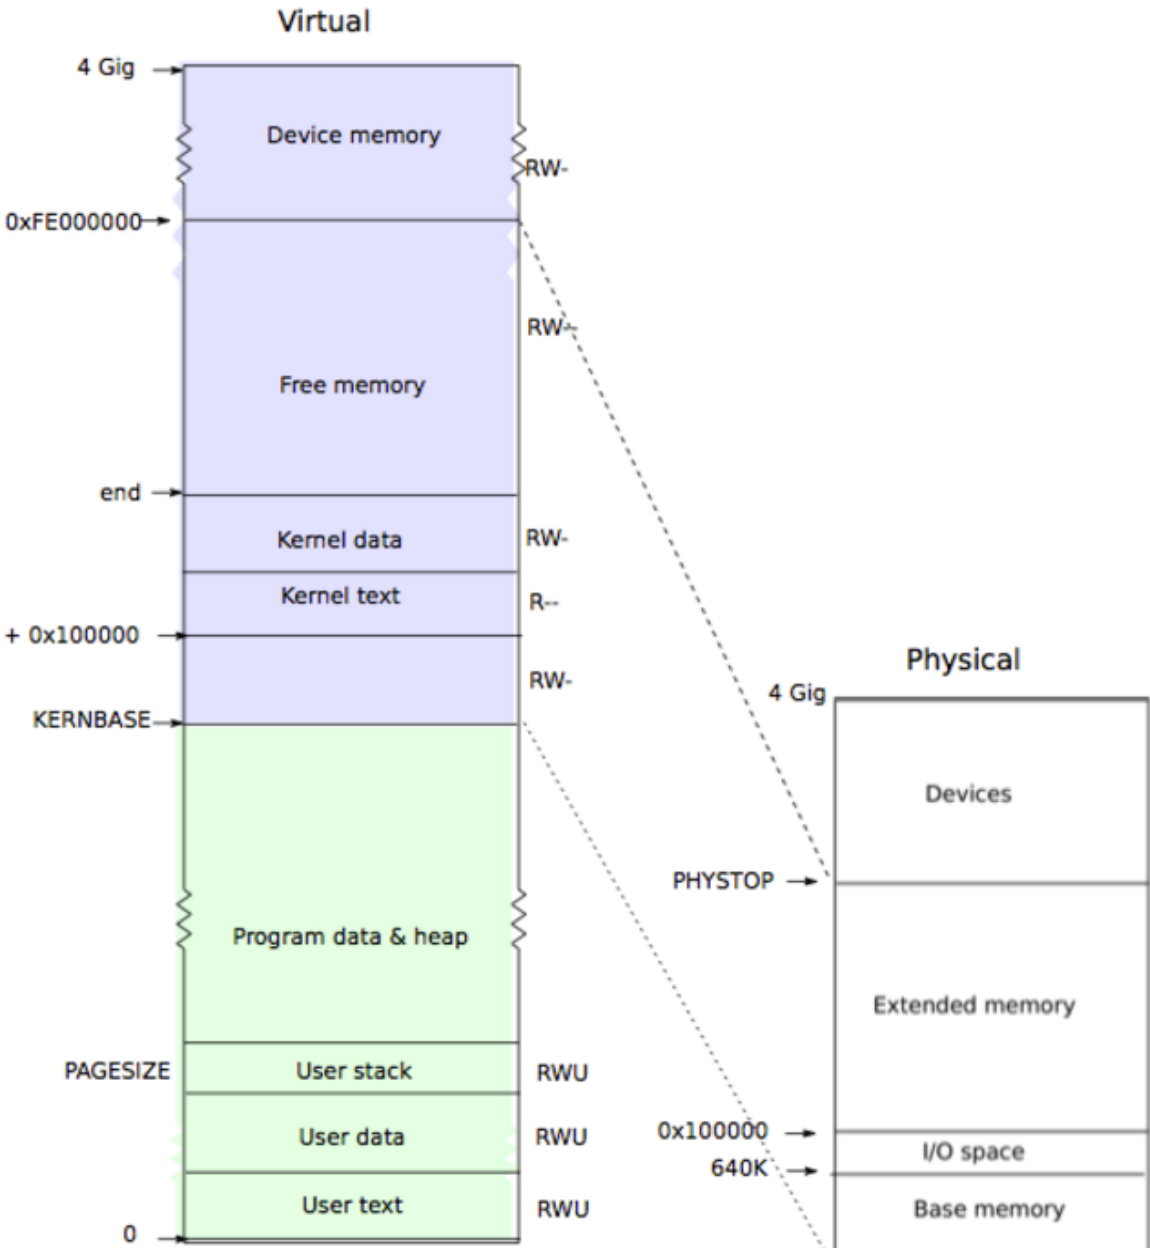 Virtual
4 Gig
Device memory
RW-
0xFE000000
RW-
Free memory
end
Kernel data
RW-
Kernel text
R--
+ 0x100000
RW-
KERNBASE
Program data & heap
PAGESIZE
User stack
RWU
User data
RWU
User text
RWU
0
Physical
4 Gig
Devices
PHYSTOP
Extended memory
0x100000
I/O space
640K
Base memory